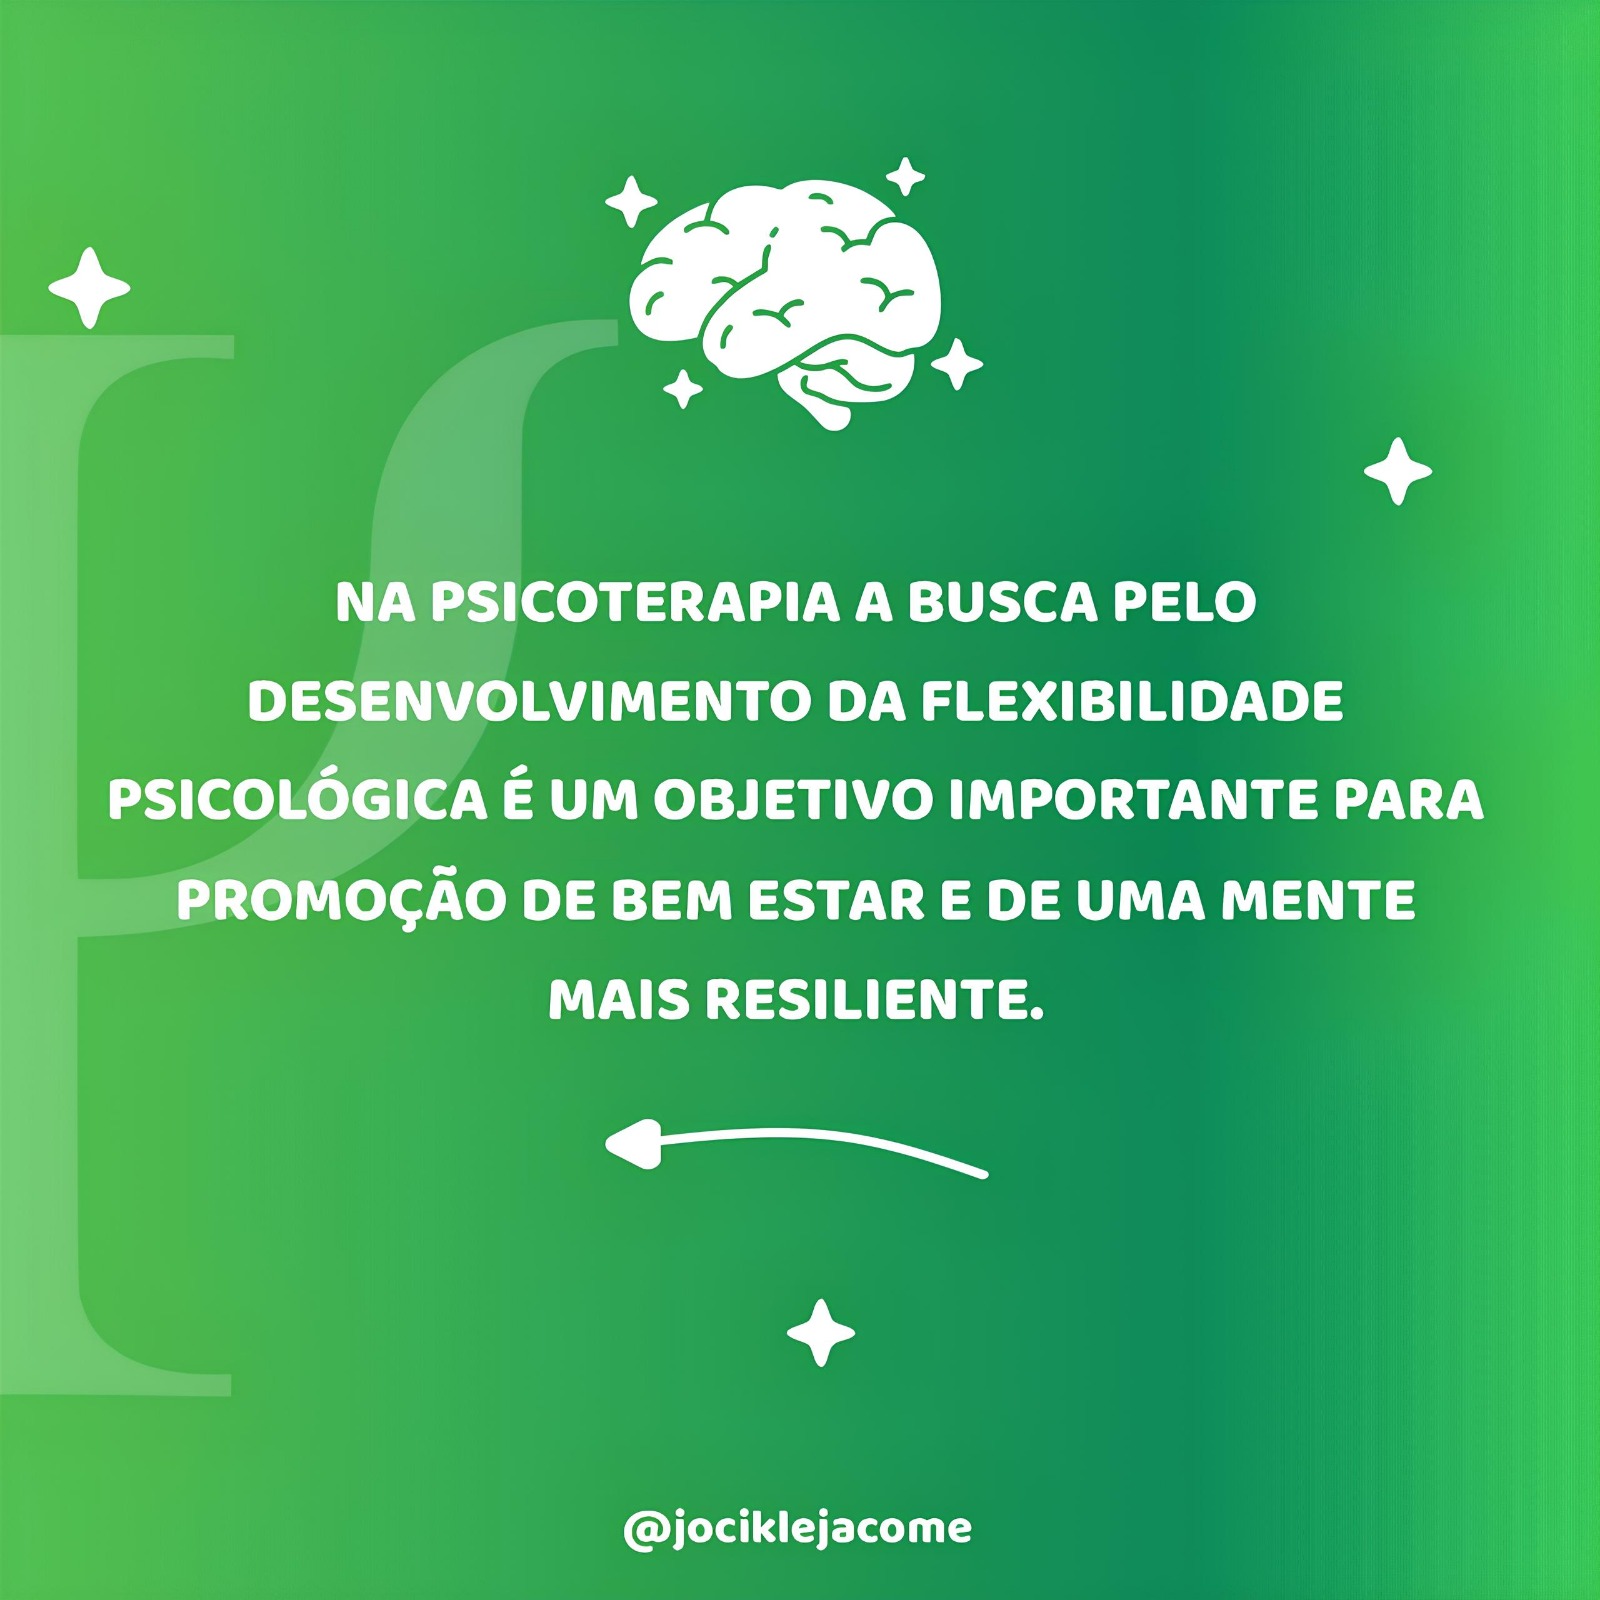 NA PSICOTERAPIA A BUSCA PELO
DESENVOLVIMENTO DA FLEXIBILIDADE
PSICOLÓGICA É UM OBJETIVO IMPORTANTE PARA
PROMOÇÃO DE BEM ESTAR E DE UMA MENTE
MAIS RESILIENTE.
@jociklejacome